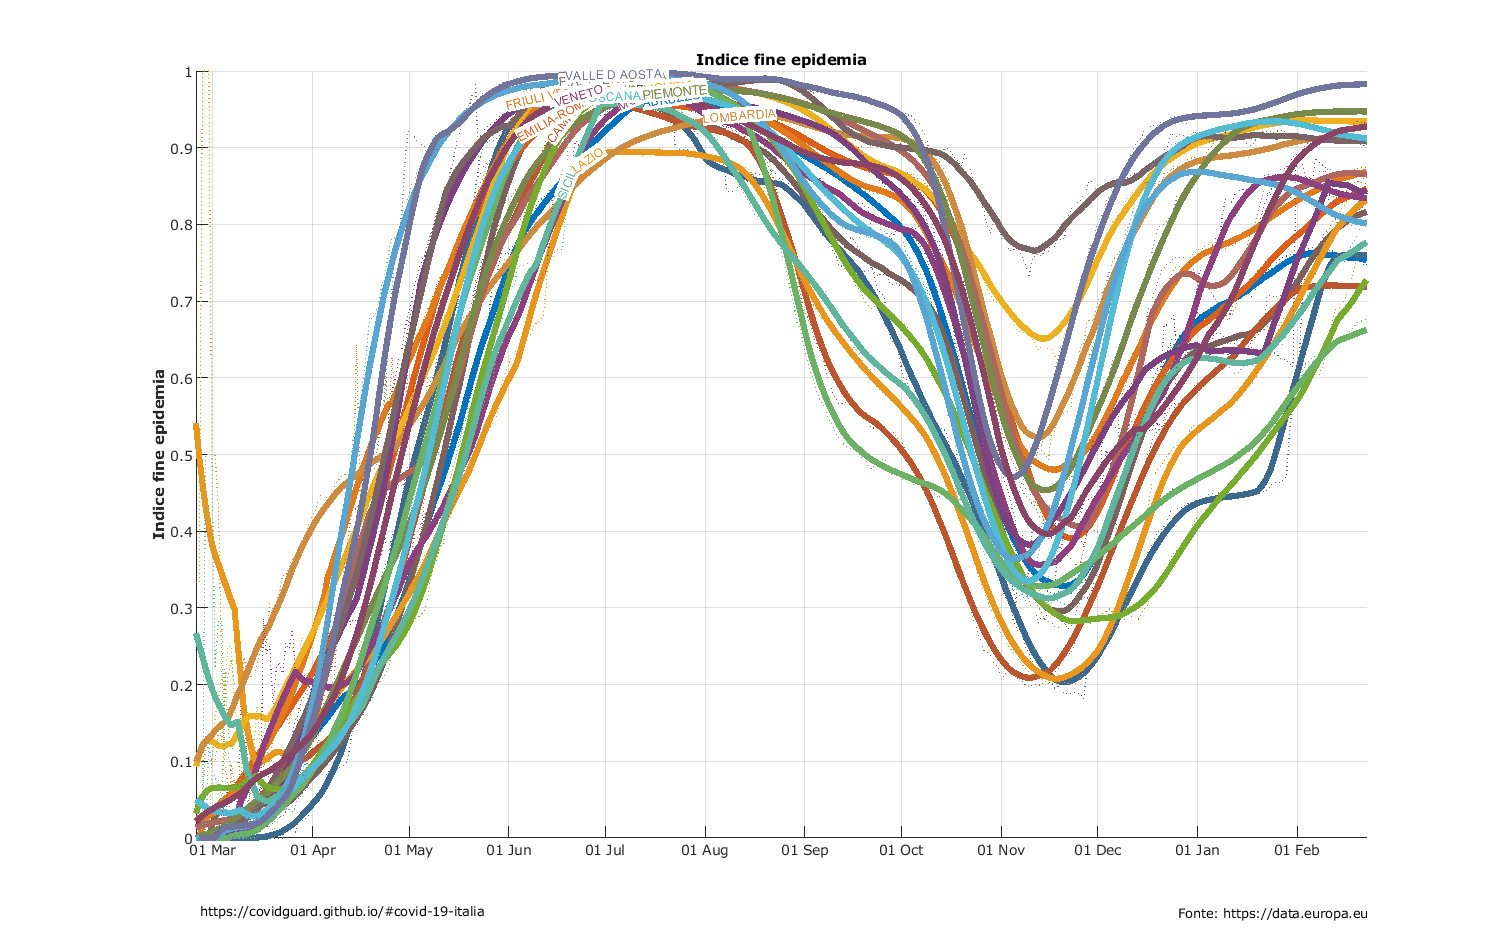 Indice fine epidemia
1
0.9
0.8
0.7
0.6
0.5
0.4
0.3
0.2
0.1
0
Indice fine epidemia
VALLE D AOSTA
FRIULI
VENETO
OSCANA
PIEMONTE
EMILIA-ROM
LOMBARDIA
LAZIO
SICIL
01 Mar
01 Apr
01 May
01 Jun
01 Jul
01 Aug
01 Sep
01 Oct
01 Nov
01 Dec
01 Jan
01 Feb
https://covidguard.github.io/#covid-19-italia
Fonte: https://data.europa.eu